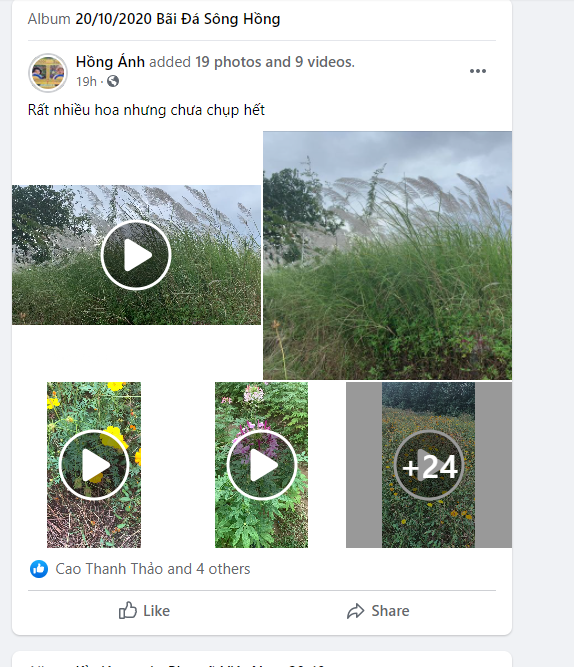 Album 20/10/2020 Bãi Đá Sông Hồng
Hồng Ánh added 19 photos and 9 videos.
19h ·
Rất nhiều hoa nhưng chưa chụp hết
+24
Cao Thanh Thảo and 4 others
Like
Share